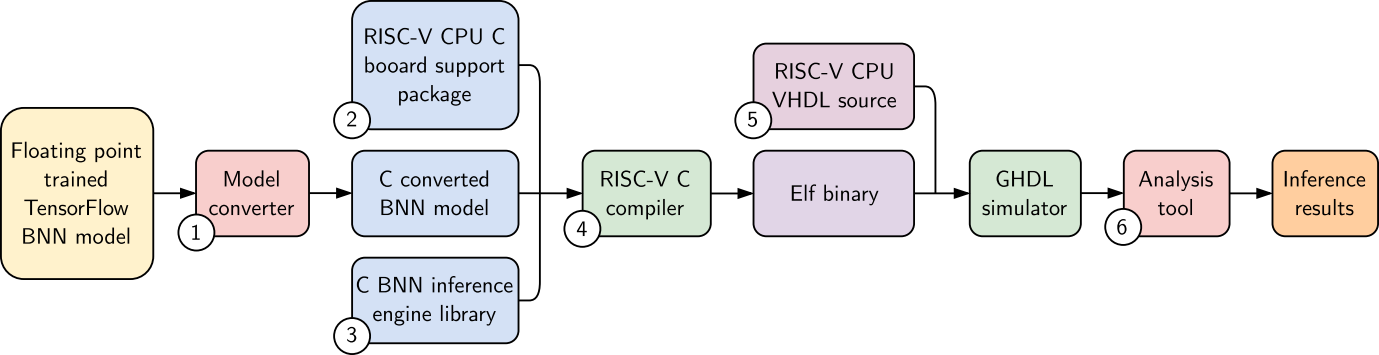 Floating point
trained
TensorFlow
BNN model
Model
converter
1
RISC-V CPU C
booard support
package
2
C converted
BNN model
C BNN inference
engine library
3
RISC-V C
compiler
4
RISC-V CPU
VHDL source
5
Elf binary
GHDL
simulator
Analysis
tool
6
Inference
results